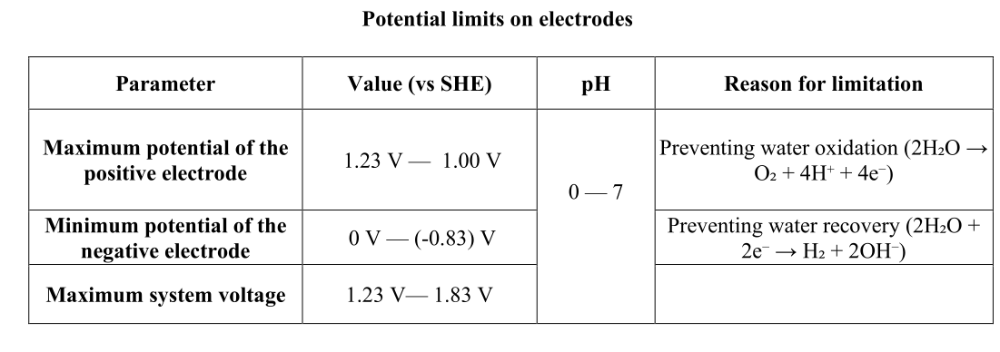 Potential limits on electrodes
Parameter
Value (vs SHE)
pH
Reason for limitation
Maximum potential of the
positive electrode
1.23 V — 1.00 V
0 — 7
Preventing water oxidation (2H₂O →
O₂ + 4H⁺ + 4e⁻)
Minimum potential of the
negative electrode
0 V — (-0.83) V
Preventing water recovery (2H₂O +
2e⁻ → H₂ + 2OH⁻)
Maximum system voltage
1.23 V— 1.83 V